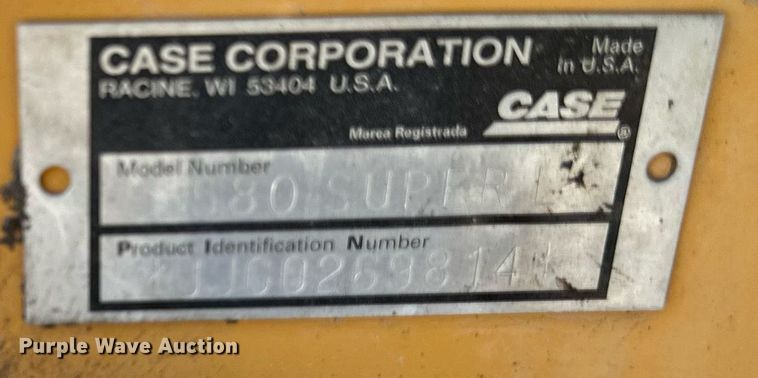 CASE CORPORATION
Made in U.S.A.
RACINE, WI 53404 U.S.A.
CASE
®
Marca Registrada
Model Number
580 SUPER L
Product Identification Number
*JJG0269814*
Purple Wave Auction